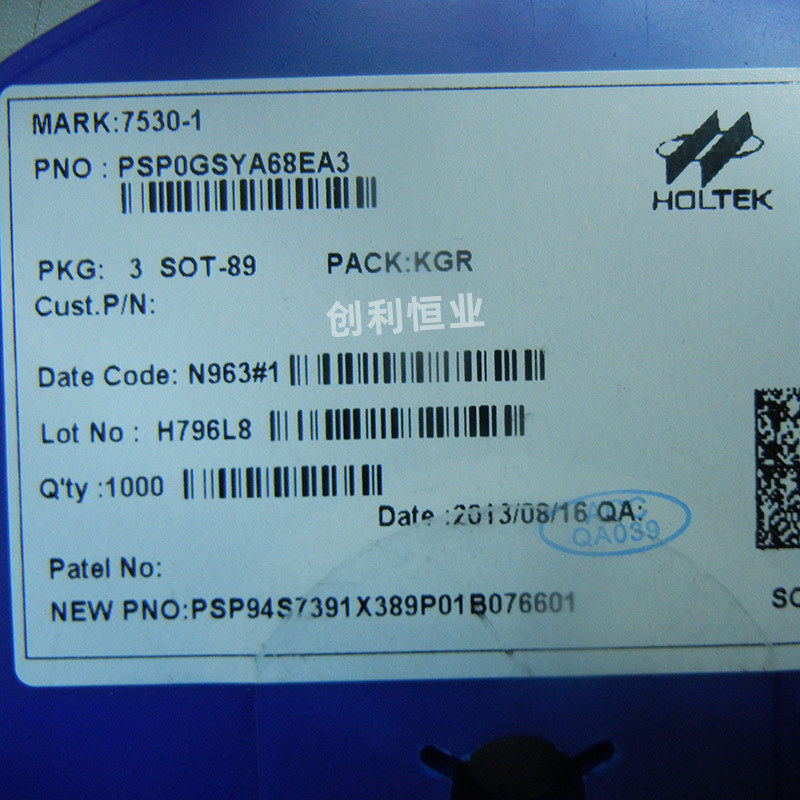 MARK:7530-1
HOLTEK
PNO : PSP0GSYA68EA3
PKG: 3 SOT-89 PACK:KGR
Cust.P/N:
创利恒业
Date Code: N963#1
Lot No : H796L8
Q'ty :1000
Date :2013/08/16 QA:
QA039
Patel No:
NEW PNO:PSP94S7391X389P01B076601